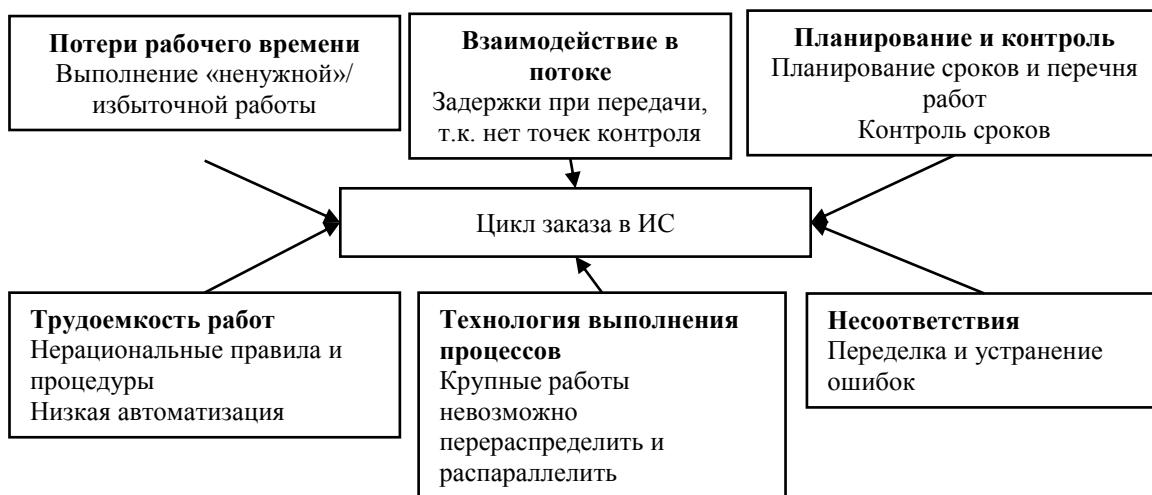 Потери рабочего времени
Выполнение «ненужной»/
избыточной работы
Взаимодействие в
потоке
Задержки при передачи,
т.к. нет точек контроля
Планирование и контроль
Планирование сроков и перечня
работ
Контроль сроков
Цикл заказа в ИС
Трудоемкость работ
Нерациональные правила и
процедуры
Низкая автоматизация
Технология выполнения
процессов
Крупные работы
невозможно
перераспределить и
распараллелить
Несоответствия
Переделка и устранение
ошибок